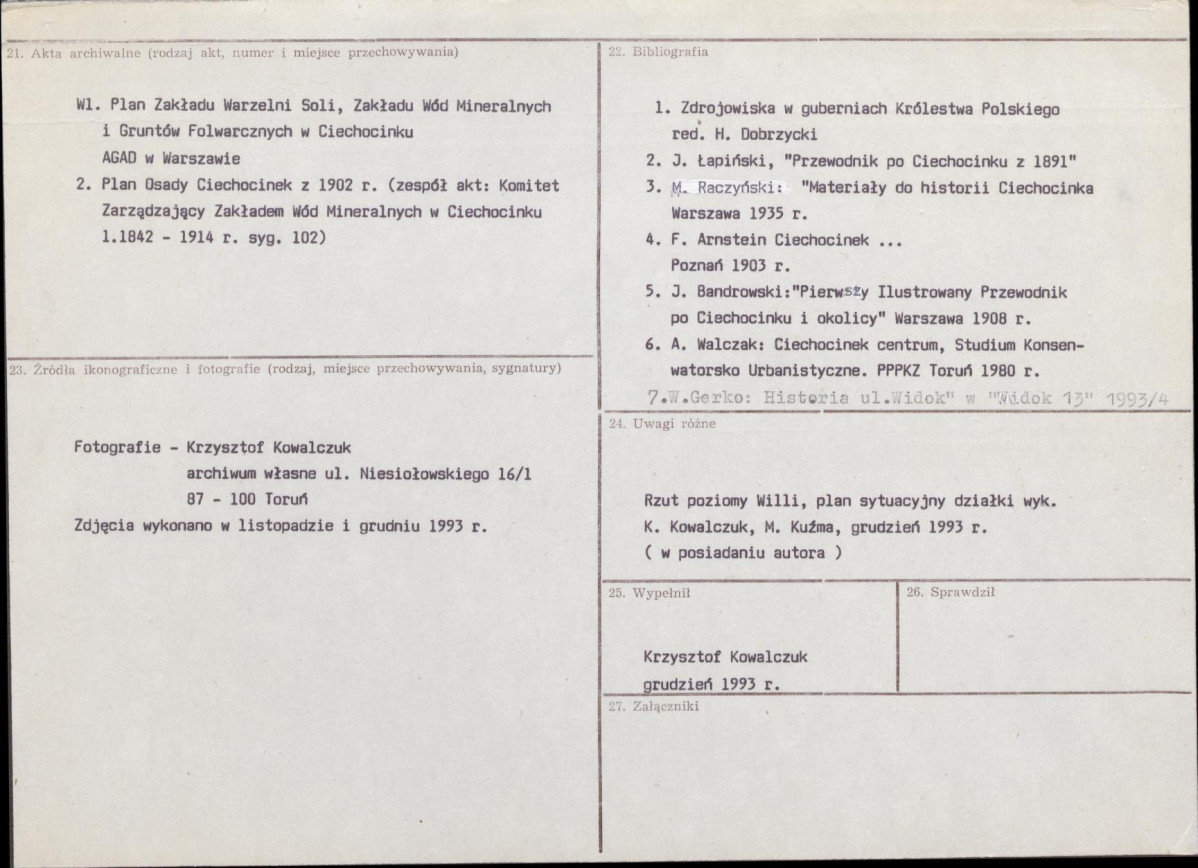 21. Akta archiwalne (rodzaj akt, numer i miejsce przechowywania)
Wl. Plan Zakładu Warzelni Soli, Zakładu Wód Mineralnych
i Gruntów Folwarcznych w Ciechocinku
AGAD w Warszawie
2. Plan Osady Ciechocinek z 1902 r. (zespół akt: Komitet
Zarządzający Zakładem Wód Mineralnych w Ciechocinku
1.1842 - 1914 r. syg. 102)
22. Bibliografia
1. Zdrojowiska w guberniach Królestwa Polskiego
red. H. Dobrzycki
2. J. Łapiński, "Przewodnik po Ciechocinku z 1891"
3. M. Raczyński: "Materiały do historii Ciechocinka
Warszawa 1935 r.
4. F. Arnstein Ciechocinek ...
Poznań 1903 r.
5. J. Bandrowski:"Pierwszy Ilustrowany Przewodnik
po Ciechocinku i okolicy" Warszawa 1908 r.
6. A. Walczak: Ciechocinek centrum, Studium Konsen-
watorsko Urbanistyczne. PPPKZ Toruń 1980 r.
7.W.Gerko: Historia ul.Widok" w "Widok 13" 1993/4
23. Źródła ikonograficzne i fotografie (rodzaj, miejsce przechowywania, sygnatury)
Fotografie - Krzysztof Kowalczuk
archiwum własne ul. Niesiołowskiego 16/1
87 - 100 Toruń
Zdjęcia wykonano w listopadzie i grudniu 1993 r.
24. Uwagi różne
Rzut poziomy Willi, plan sytuacyjny działki wyk.
K. Kowalczuk, M. Kuźma, grudzień 1993 r.
( w posiadaniu autora )
25. Wypełnił
Krzysztof Kowalczuk
grudzień 1993 r.
26. Sprawdził
27. Załączniki